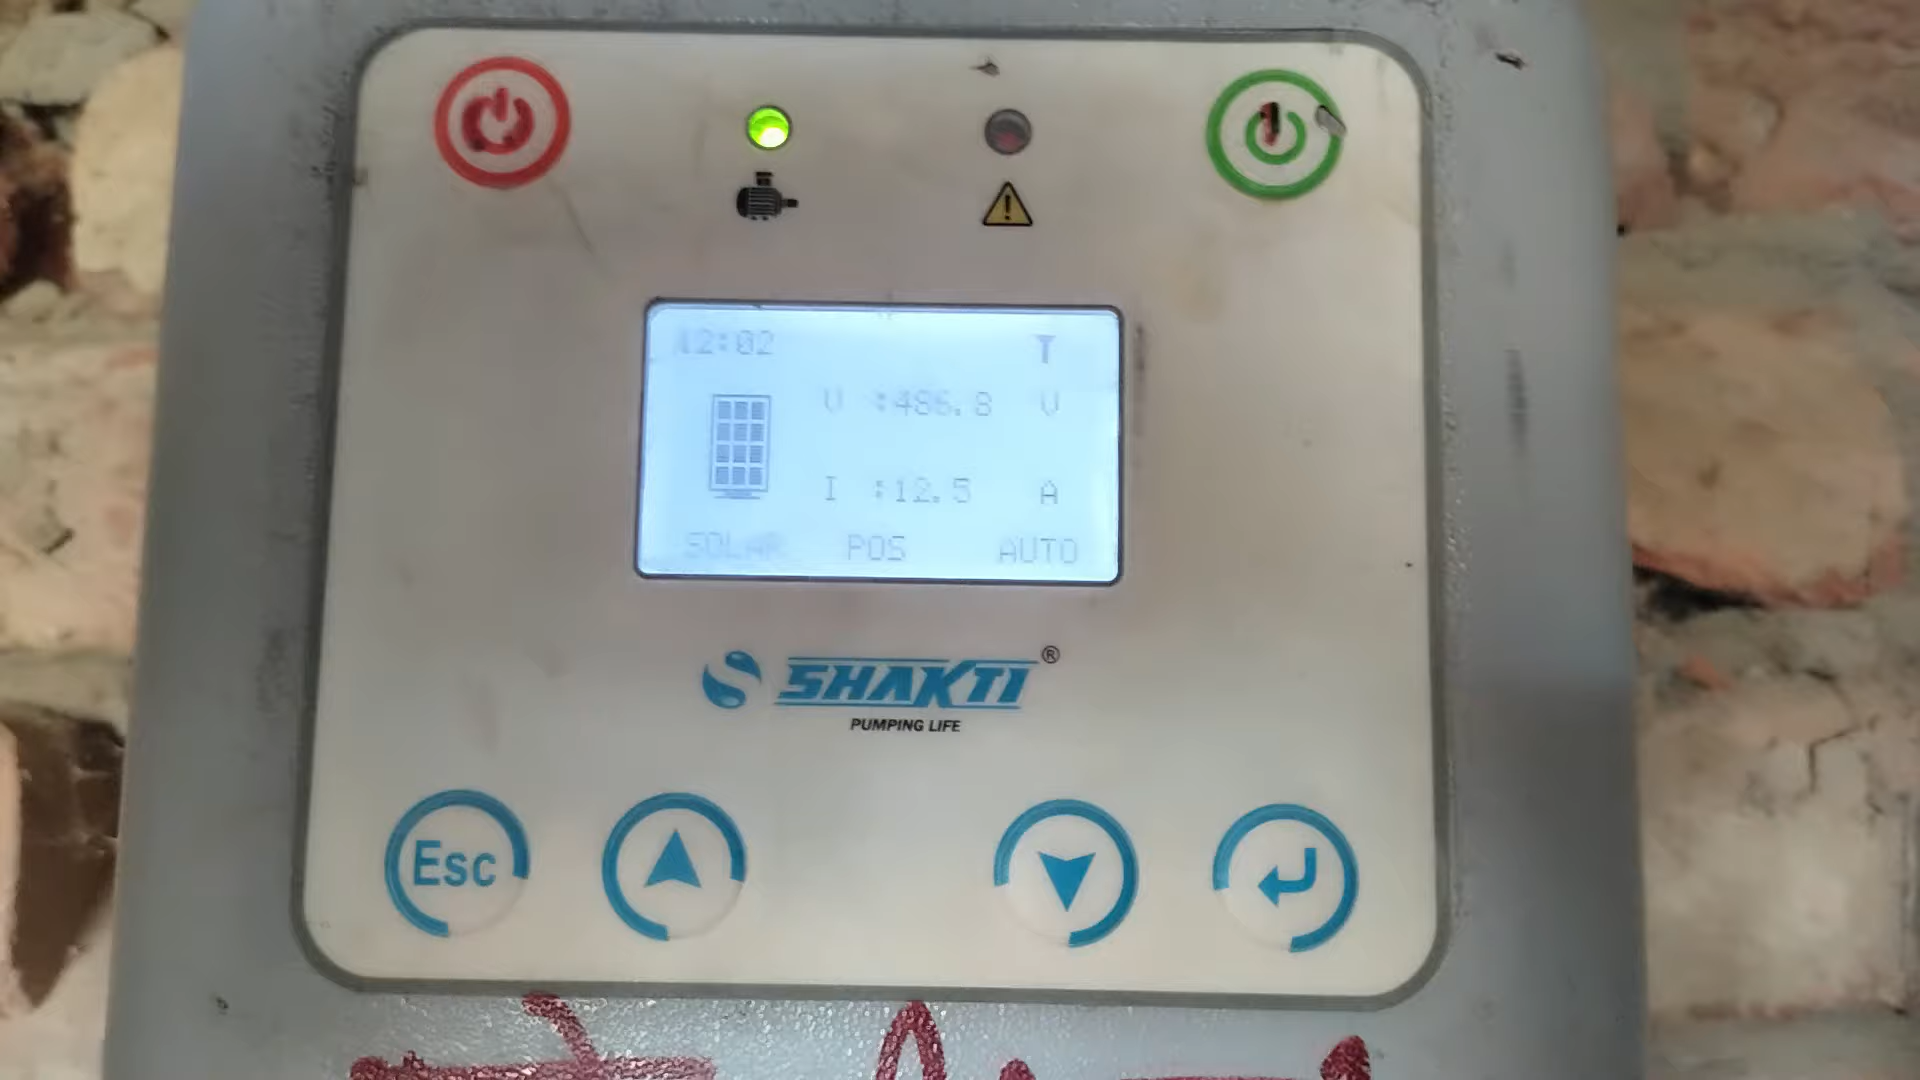 12:02
V :486.8 V
I :12.5 A
SOLAR POS AUTO
SHAKTI®
PUMPING LIFE
Esc